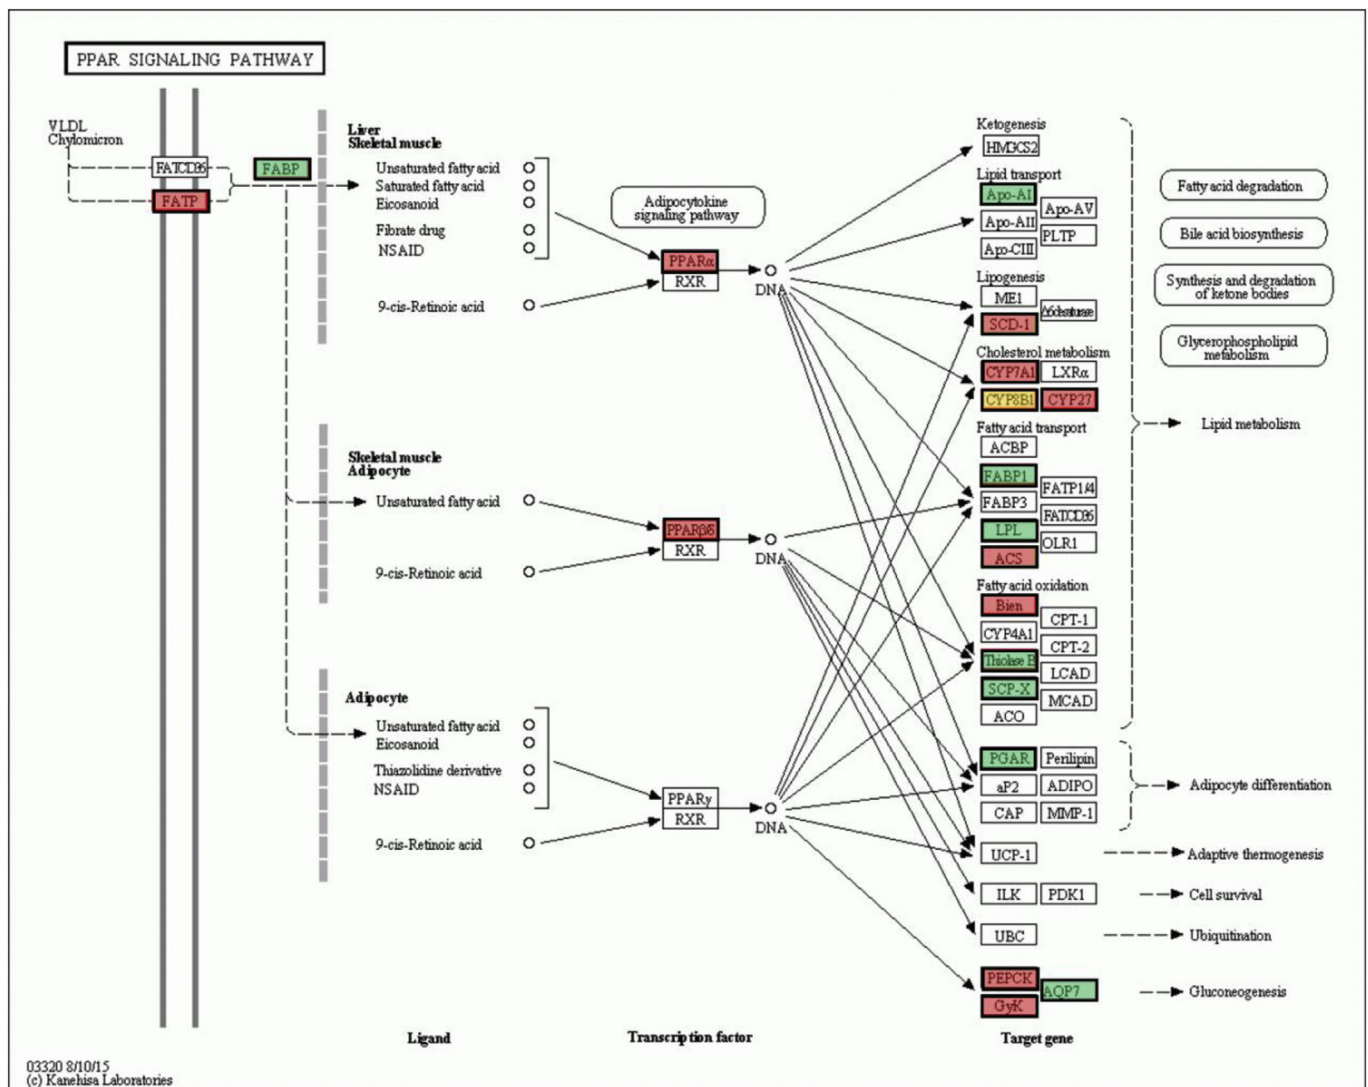 PPAR SIGNALING PATHWAY
VLDL
Chylomicron
FATCD36
FATP
FABP
Liver
Skeletal muscle
Unsaturated fatty acid
Saturated fatty acid
Eicosanoid
Fibrate drug
NSAID
9-cis-Retinoic acid
Adipocytokine
signaling pathway
PPARα
RXR
DNA
Skeletal muscle
Adipocyte
Unsaturated fatty acid
9-cis-Retinoic acid
PPARβ/δ
RXR
DNA
Adipocyte
Unsaturated fatty acid
Eicosanoid
Thiazolidine derivative
NSAID
9-cis-Retinoic acid
PPARγ
RXR
DNA
Ketogenesis
HMGCS2
Lipid transport
Apo-AI
Apo-AII
Apo-CIII
Apo-AV
PLTP
Lipogenesis
ME1
SCD-1
Δ6desaturase
Cholesterol metabolism
CYP7A1
LXRα
CYP8B1
CYP27
Fatty acid transport
ACBP
FABP1
FABP3
LPL
ACS
FATP1/4
FATCD36
OLR1
Fatty acid oxidation
Bien
CYP4A1
Thiolase B
SCP-X
ACO
CPT-1
CPT-2
LCAD
MCAD
PGAR
Perilipin
aP2
ADIPO
CAP
MMP-1
UCP-1
ILK
PDK1
UBC
PEPCK
AQP7
GyK
Fatty acid degradation
Bile acid biosynthesis
Synthesis and degradation
of ketone bodies
Glycerophospholipid
metabolism
Lipid metabolism
Adipocyte differentiation
Adaptive thermogenesis
Cell survival
Ubiquitination
Gluconeogenesis
Ligand
Transcription factor
Target gene
03320 8/10/15
(c) Kanehisa Laboratories